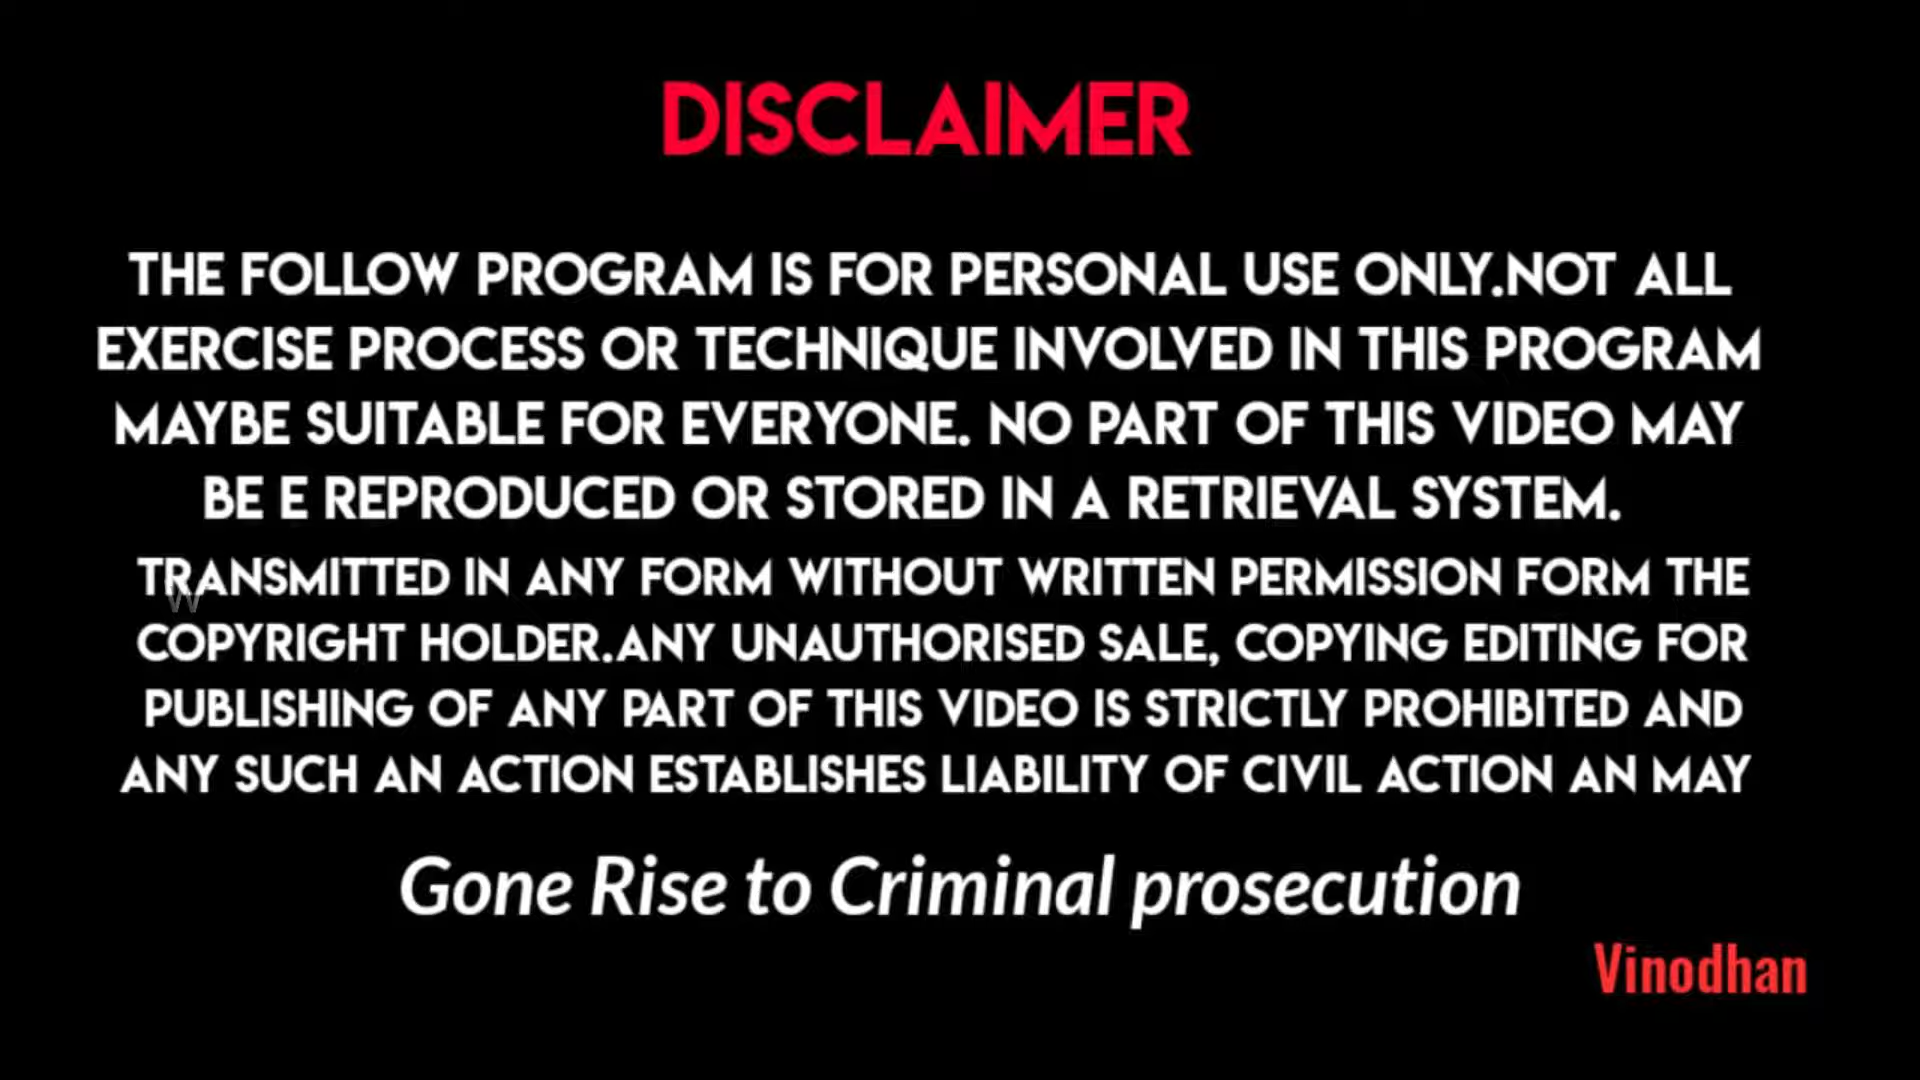 DISCLAIMER
THE FOLLOW PROGRAM IS FOR PERSONAL USE ONLY.NOT ALL
EXERCISE PROCESS OR TECHNIQUE INVOLVED IN THIS PROGRAM
MAYBE SUITABLE FOR EVERYONE. NO PART OF THIS VIDEO MAY
BE E REPRODUCED OR STORED IN A RETRIEVAL SYSTEM.
TRANSMITTED IN ANY FORM WITHOUT WRITTEN PERMISSION FORM THE
W
COPYRIGHT HOLDER.ANY UNAUTHORISED SALE, COPYING EDITING FOR
PUBLISHING OF ANY PART OF THIS VIDEO IS STRICTLY PROHIBITED AND
ANY SUCH AN ACTION ESTABLISHES LIABILITY OF CIVIL ACTION AN MAY
Gone Rise to Criminal prosecution
Vinodhan